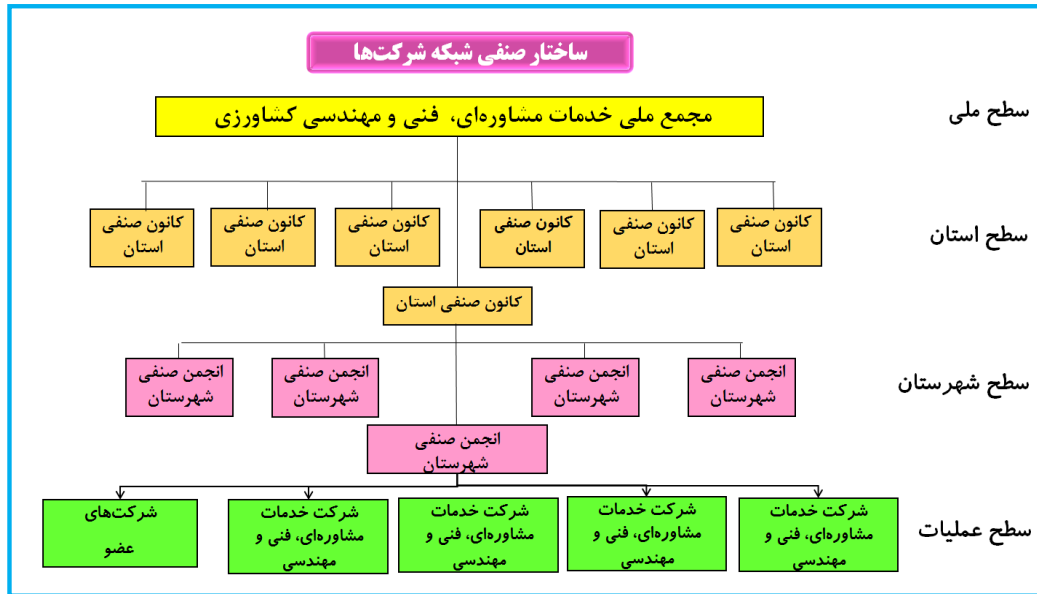 ساختار صنفی شبکه شرکت‌ها
سطح ملی
مجمع ملی خدمات مشاوره‌ای، فنی و مهندسی کشاورزی
سطح استان
کانون صنفی
استان
کانون صنفی
استان
کانون صنفی
استان
کانون صنفی
استان
کانون صنفی
استان
کانون صنفی
استان
کانون صنفی استان
سطح شهرستان
انجمن صنفی
شهرستان
انجمن صنفی
شهرستان
انجمن صنفی
شهرستان
انجمن صنفی
شهرستان
انجمن صنفی
شهرستان
سطح عملیات
شرکت خدمات
مشاوره‌ای، فنی و
مهندسی
شرکت خدمات
مشاوره‌ای، فنی و
مهندسی
شرکت خدمات
مشاوره‌ای، فنی و
مهندسی
شرکت خدمات
مشاوره‌ای، فنی و
مهندسی
شرکت‌های
عضو